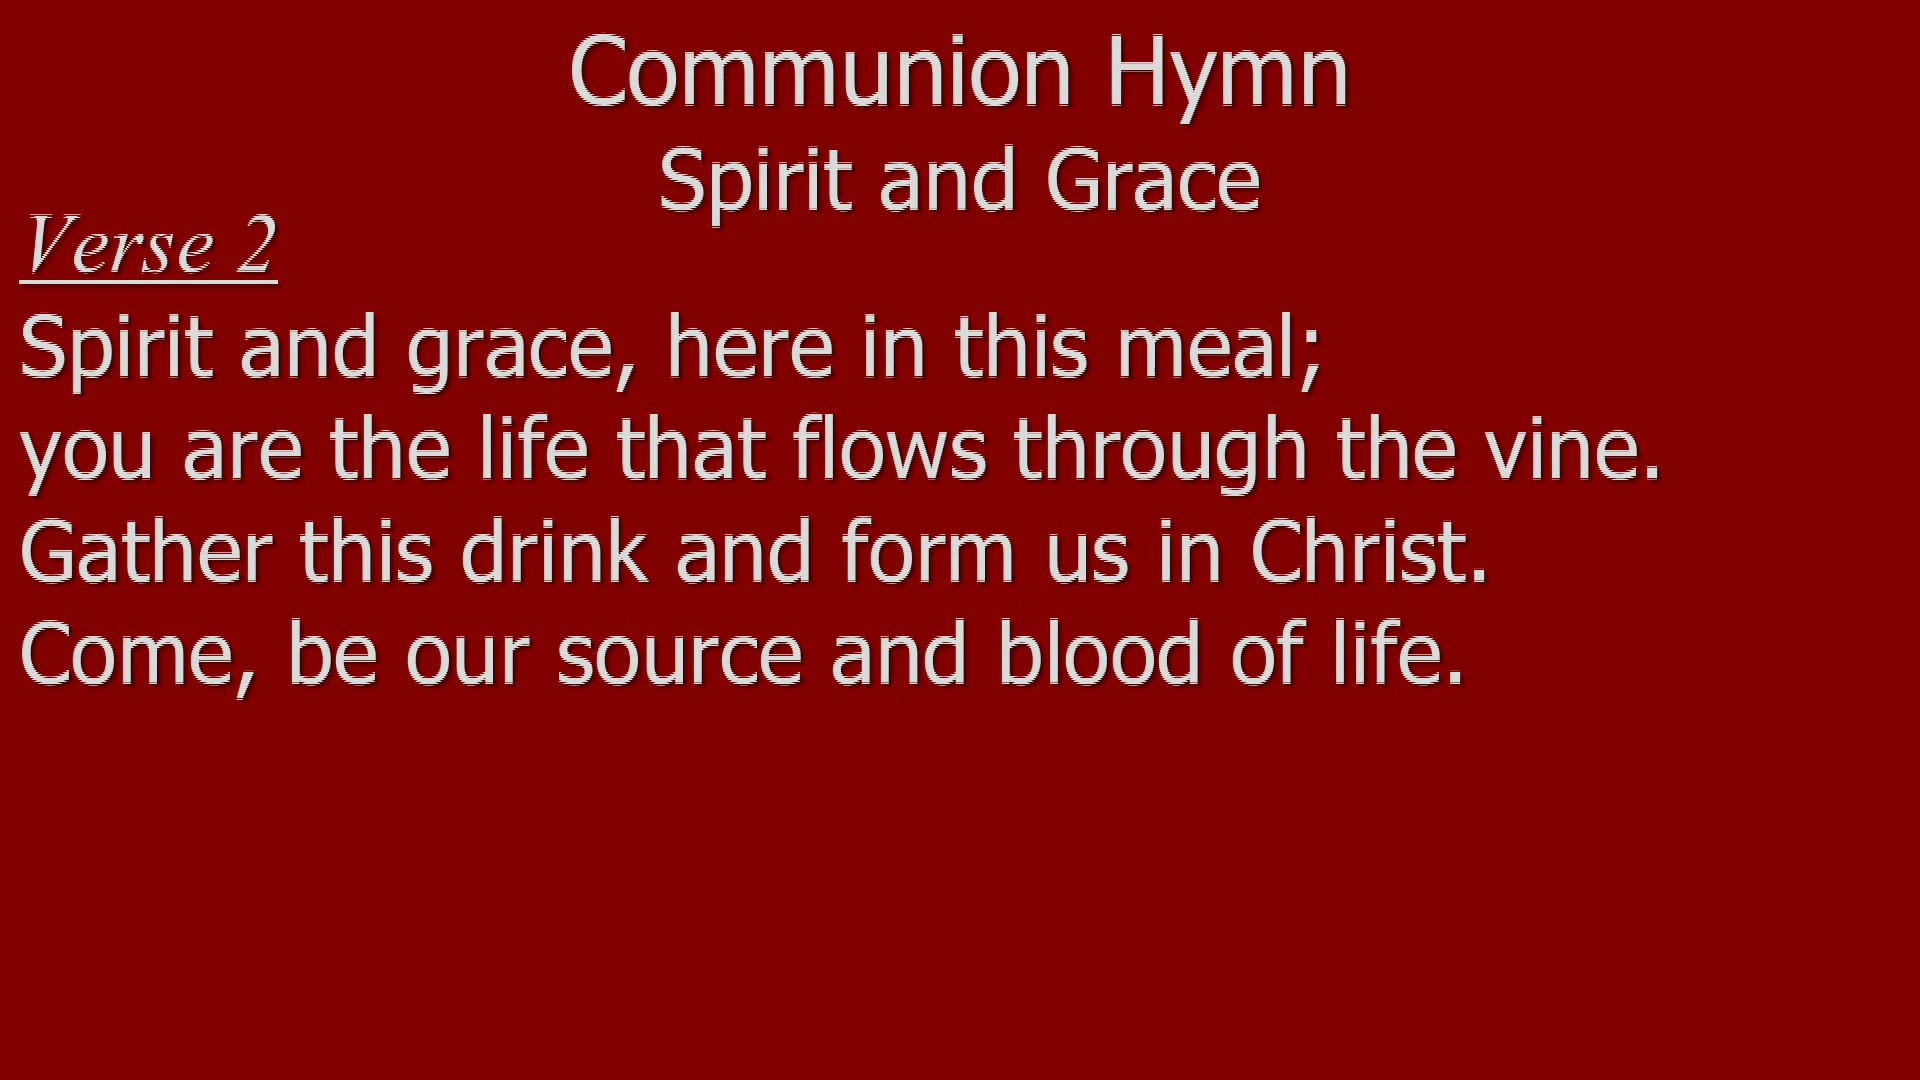 Communion Hymn
Spirit and Grace
Verse 2
Spirit and grace, here in this meal;
you are the life that flows through the vine.
Gather this drink and form us in Christ.
Come, be our source and blood of life.